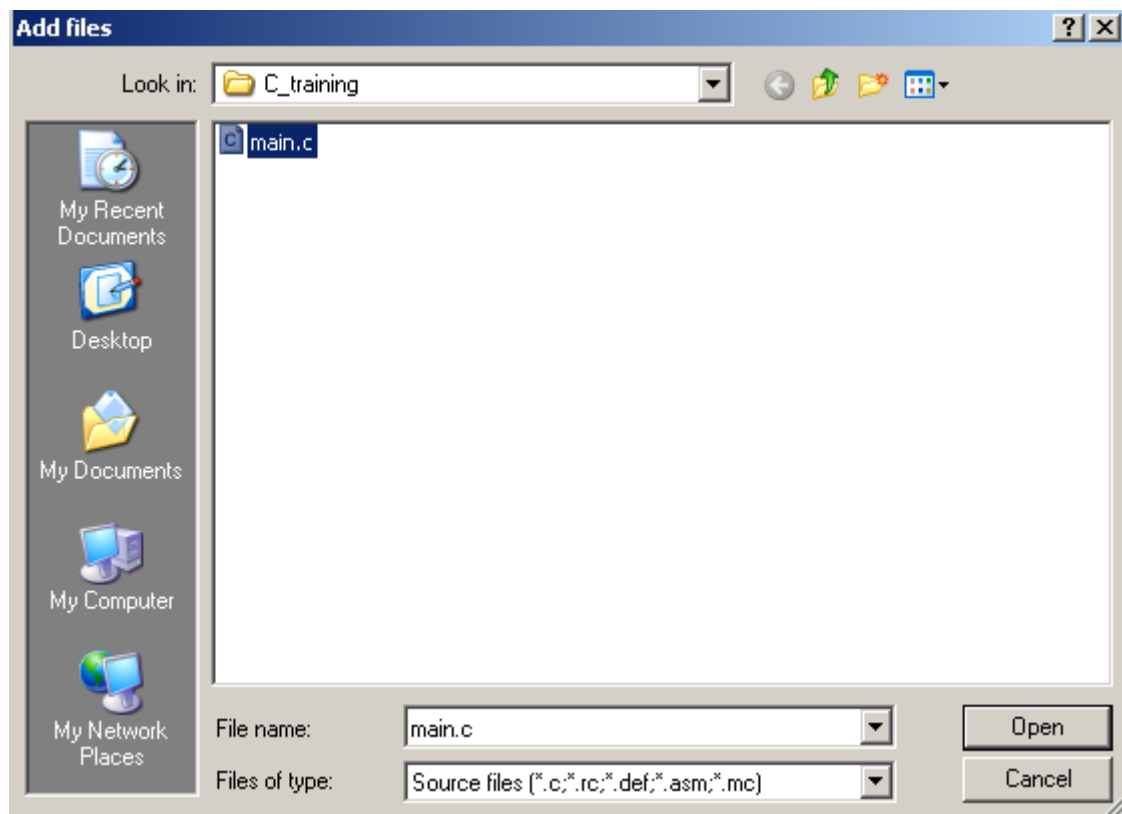 Add files
Look in:
C_training
main.c
My Recent
Documents
Desktop
My Documents
My Computer
My Network
Places
File name:
main.c
Open
Files of type:
Source files (*.c;*.rc;*.def;*.asm;*.mc)
Cancel